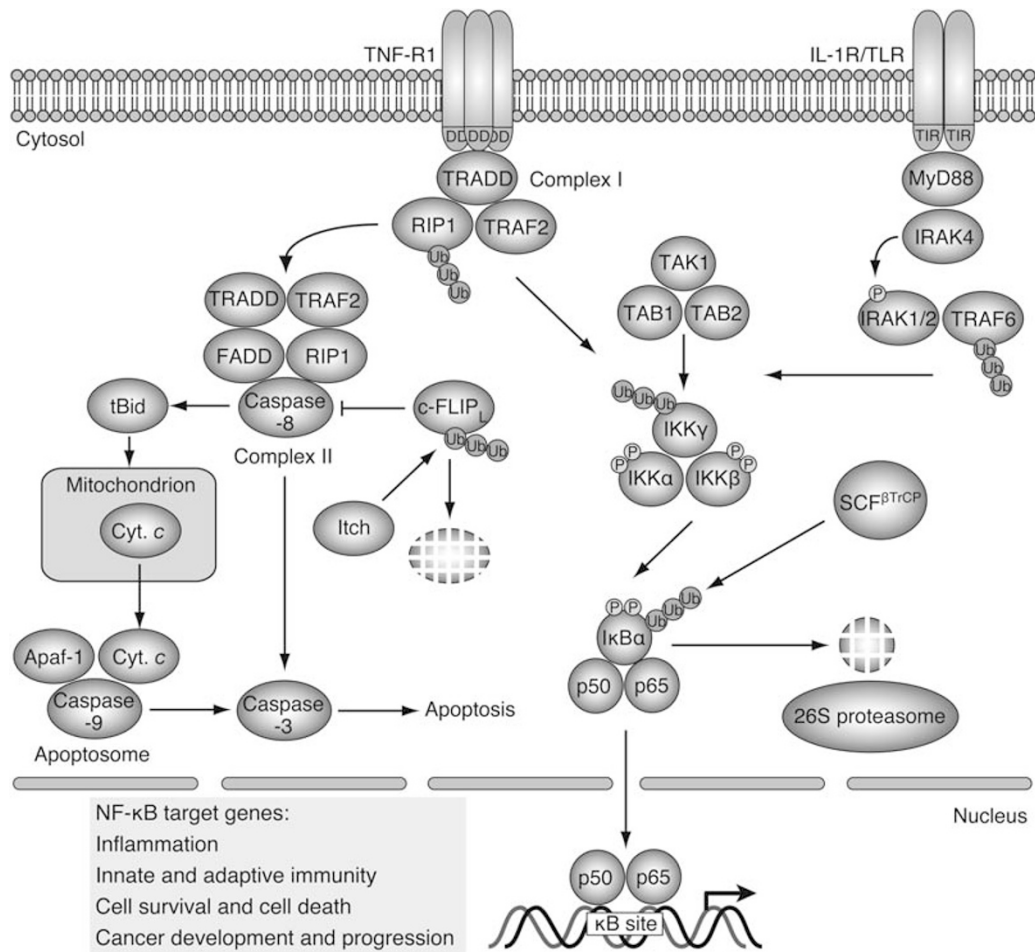 TNF-R1
IL-1R/TLR
Cytosol
DD DD DD
TIR TIR
TRADD
Complex I
MyD88
RIP1
TRAF2
IRAK4
Ub
Ub
Ub
TAK1
TAB1
TAB2
P
IRAK1/2
TRAF6
Ub
Ub
Ub
TRADD
TRAF2
FADD
RIP1
tBid
Caspase
-8
c-FLIPL
Ub Ub Ub
Complex II
Ub Ub Ub
IKKγ
P P
P P
IKKα
IKKβ
SCFβTrCP
Mitochondrion
Cyt. c
Itch
P P
Ub Ub Ub
IκBα
p50
p65
Apaf-1
Cyt. c
Caspase
-9
Caspase
-3
Apoptosis
26S proteasome
Apoptosome
Nucleus
NF-κB target genes:
Inflammation
Innate and adaptive immunity
Cell survival and cell death
Cancer development and progression
p50
p65
κB site